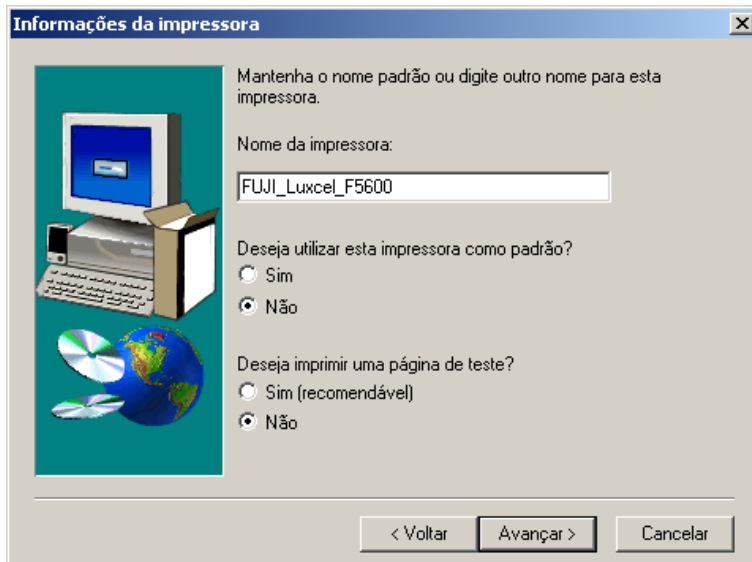 Informações da impressora
Mantenha o nome padrão ou digite outro nome para esta
impressora.
Nome da impressora:
FUJI_Luxcel_F5600
Deseja utilizar esta impressora como padrão?
Sim
Não
Deseja imprimir uma página de teste?
Sim (recomendável)
Não
< Voltar
Avançar >
Cancelar